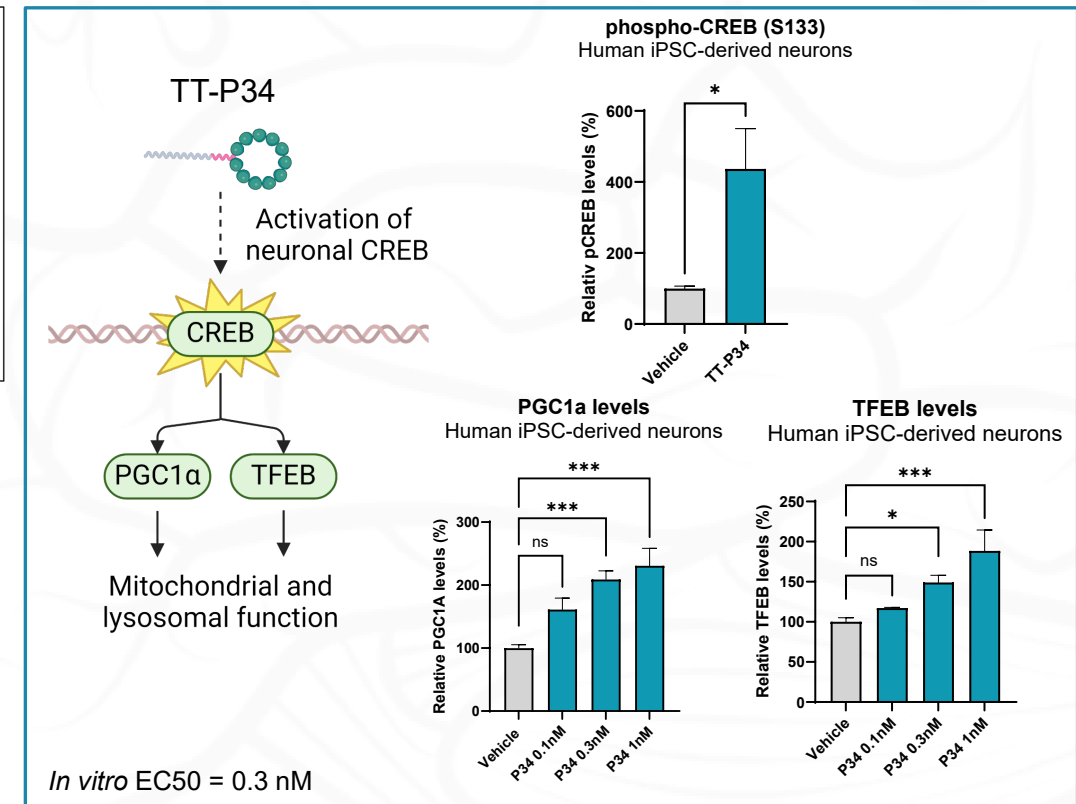 TT-P34
Activation of
neuronal CREB
CREB
PGC1α
TFEB
Mitochondrial and
lysosomal function
In vitro EC50 = 0.3 nM
phospho-CREB (S133)
Human iPSC-derived neurons
*
Relativ pCREB levels (%)
600
400
200
0
Vehicle
TT-P34
PGC1a levels
Human iPSC-derived neurons
***
***
ns
Relative PGC1A levels (%)
300
200
100
0
Vehicle
P34 0.1nM
P34 0.3nM
P34 1nM
TFEB levels
Human iPSC-derived neurons
***
*
ns
Relative TFEB levels (%)
250
200
150
100
50
0
Vehicle
P34 0.1nM
P34 0.3nM
P34 1nM